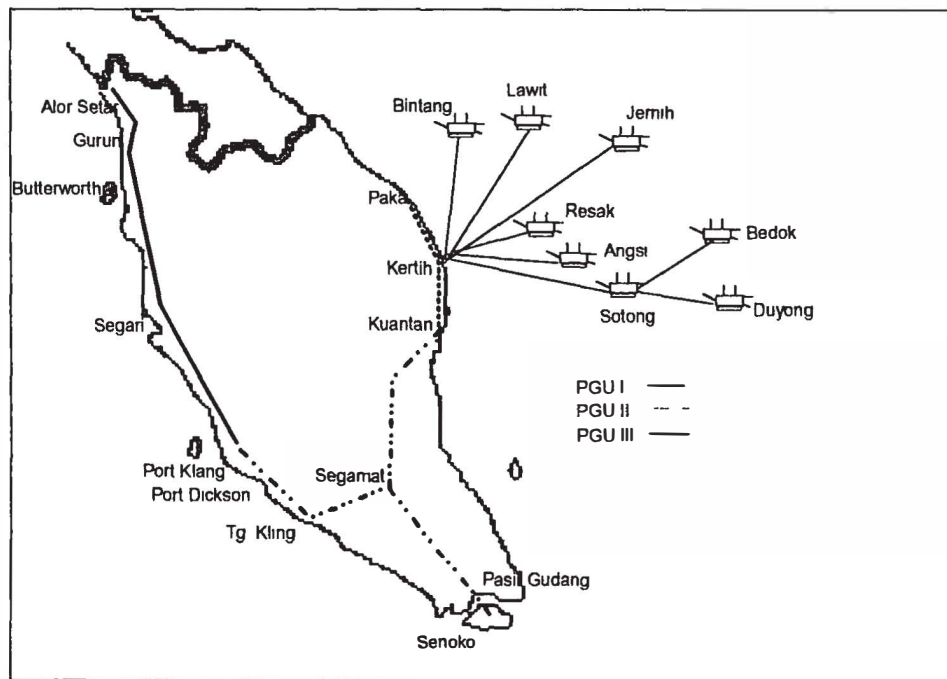 Lawit
Bintang
Jernih
Alor Setar
Gurun
Butterworth
Paka
Resak
Bedok
Angsi
Kertih
Sotong
Duyong
Segari
Kuantan
PGU I
PGU II
PGU III
Port Klang
Segamat
Port Dickson
Tg Kling
Pasir Gudang
Senoko